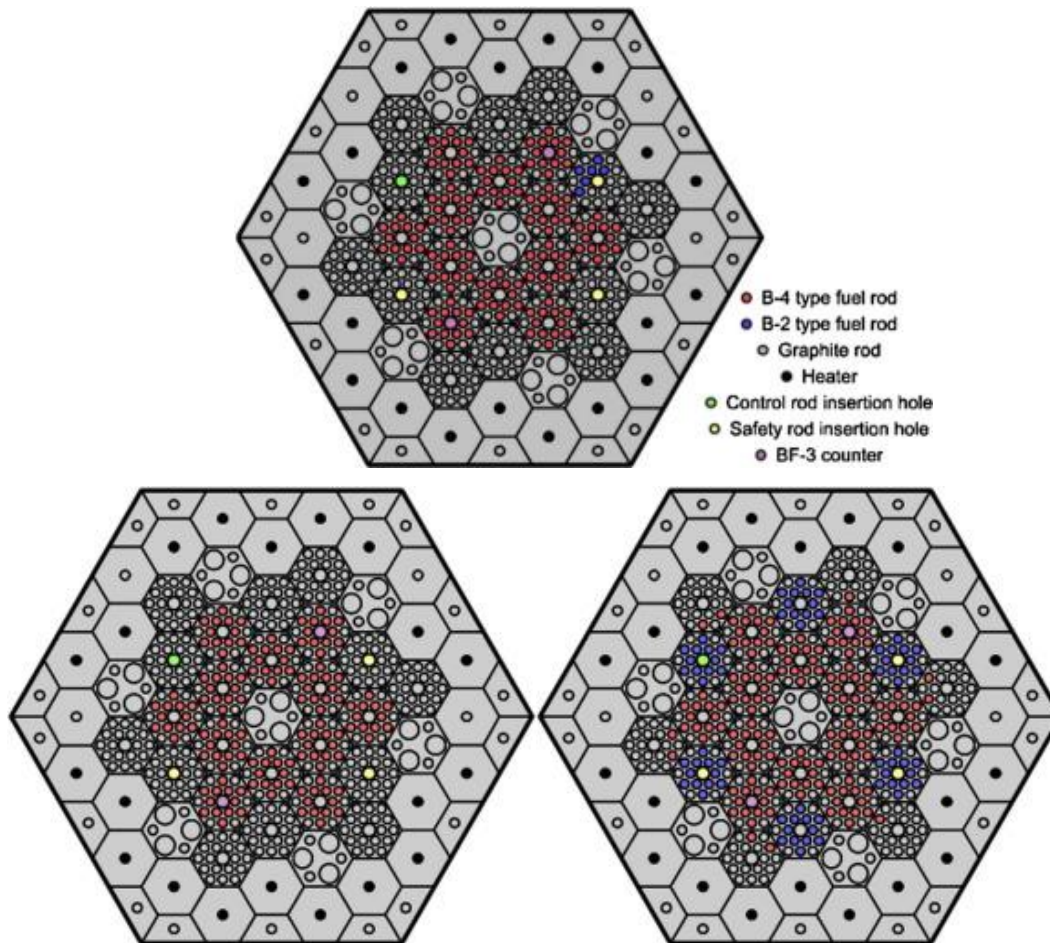 B-4 type fuel rod
B-2 type fuel rod
Graphite rod
Heater
Control rod insertion hole
Safety rod insertion hole
BF-3 counter